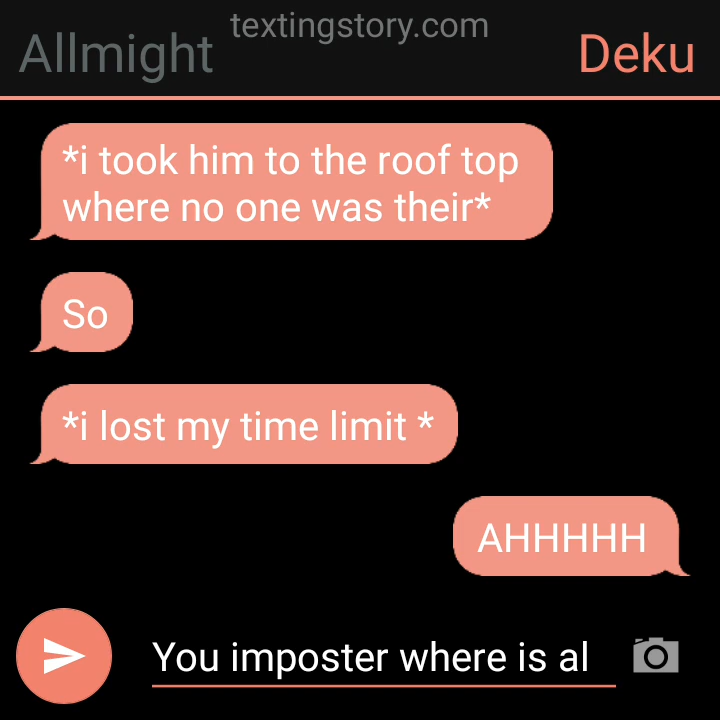 textingstory.com
Allmight
Deku
*i took him to the roof top
where no one was their*
So
*i lost my time limit *
AHHHHH
You imposter where is al